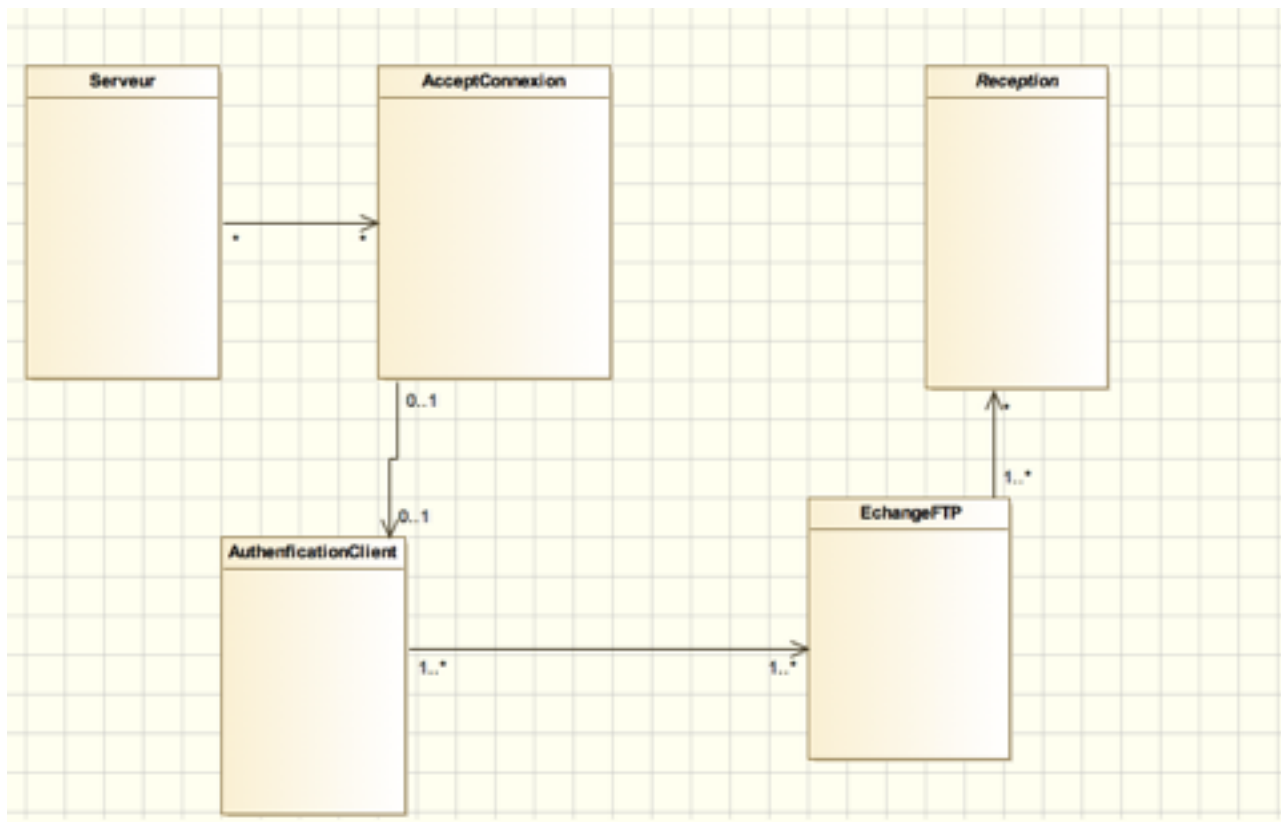 Serveur
AcceptConnexion
Reception
*
*
0..1
*
1..*
0..1
EchangeFTP
AuthenficationClient
1..*
1..*